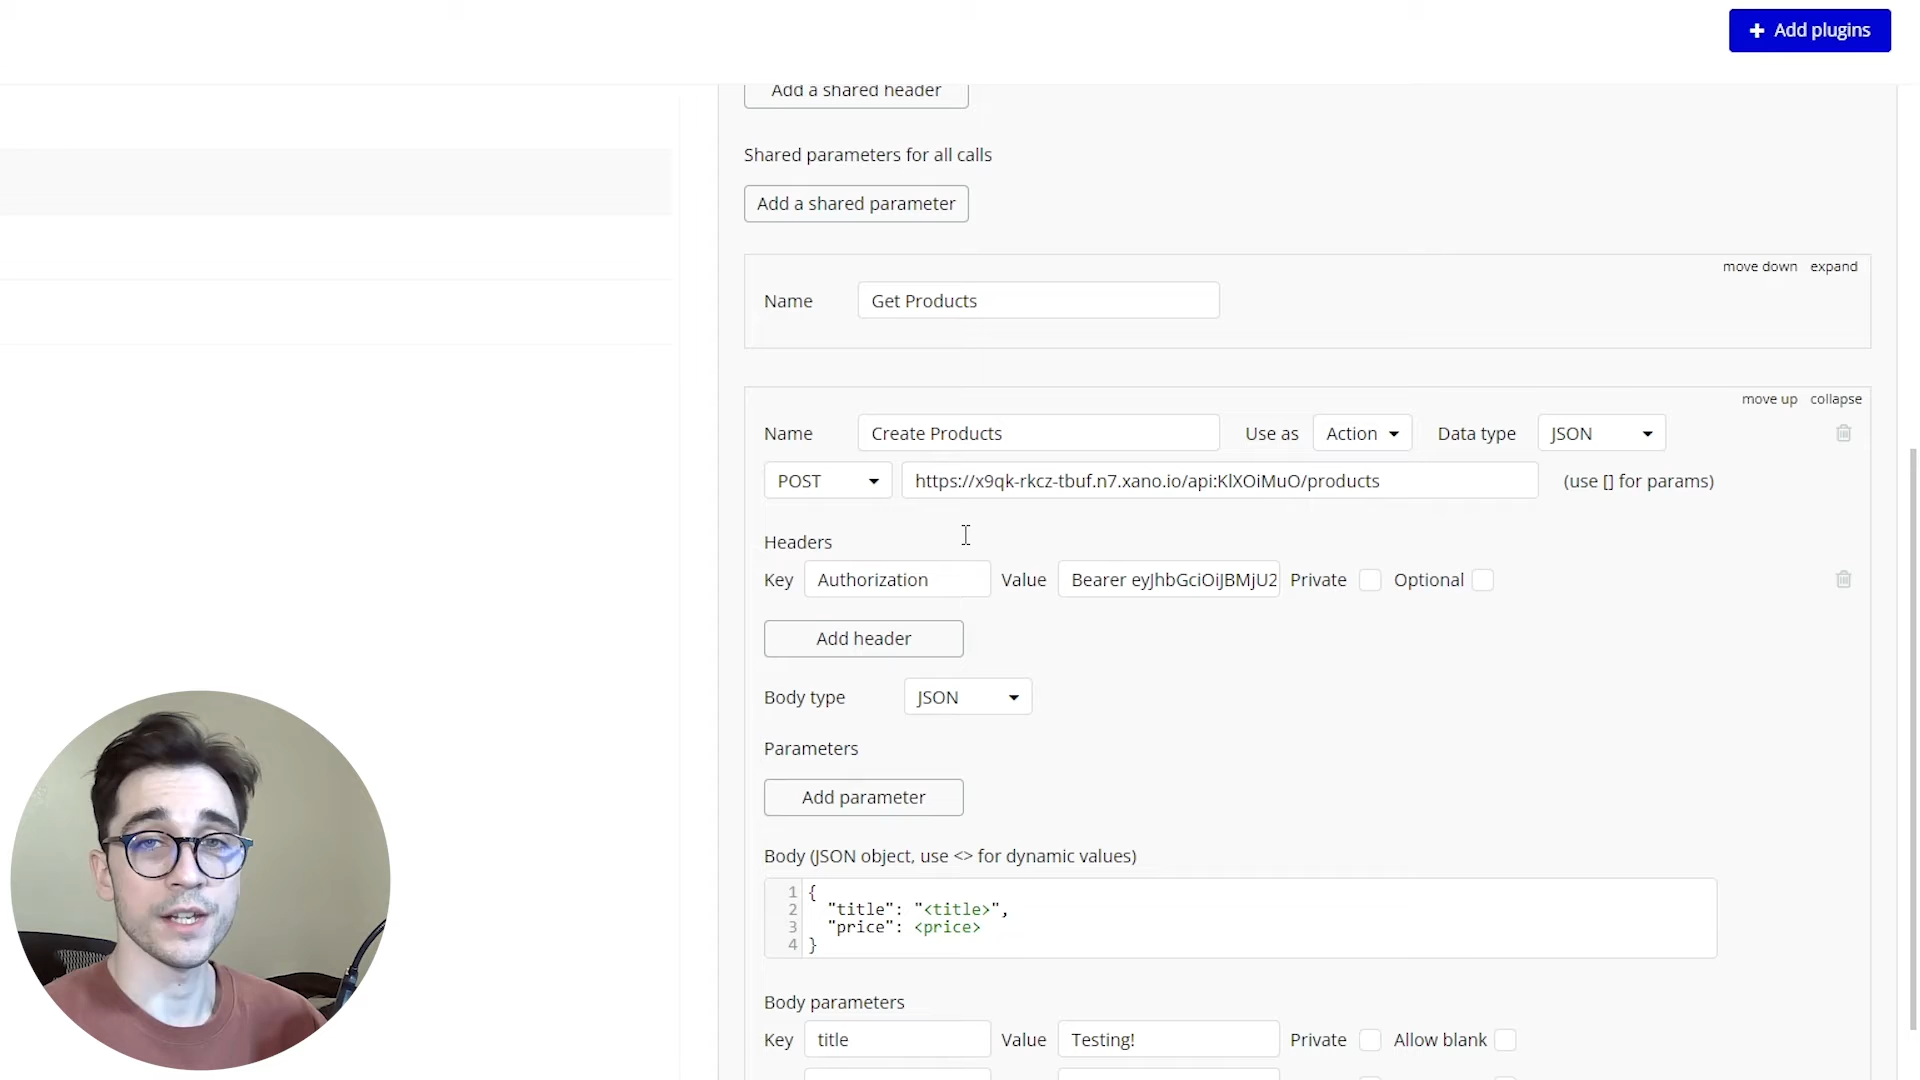 + Add plugins
Add a shared header
Shared parameters for all calls
Add a shared parameter
move down expand
Name Get Products
move up collapse
Name Create Products Use as Action Data type JSON
POST https://x9qk-rkcz-tbuf.n7.xano.io/api:KlXOiMuO/products (use [] for params)
Headers
Key Authorization Value Bearer eyJhbGciOiJBMjU2 Private Optional
Add header
Body type JSON
Parameters
Add parameter
Body (JSON object, use <> for dynamic values)
1 {
2 "title": "<title>",
3 "price": <price>
4 }
Body parameters
Key title Value Testing! Private Allow blank